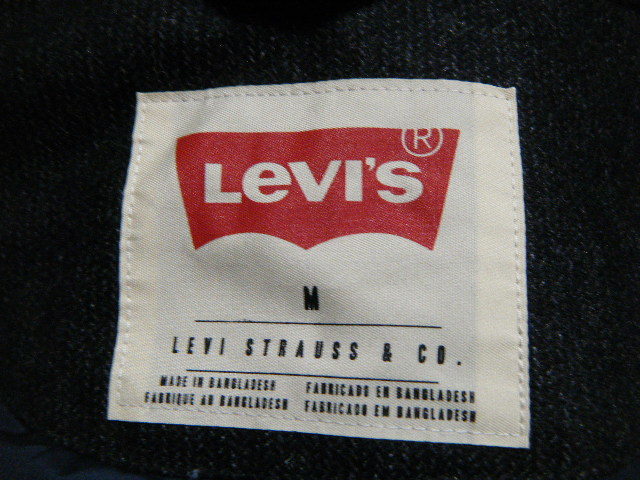 Levi's ®
M
LEVI STRAUSS & CO.
MADE IN BANGLADESH FABRICADO EN BANGLADESH
FABRIQUE AU BANGLADESH FABRICADO EM BANGLADESH